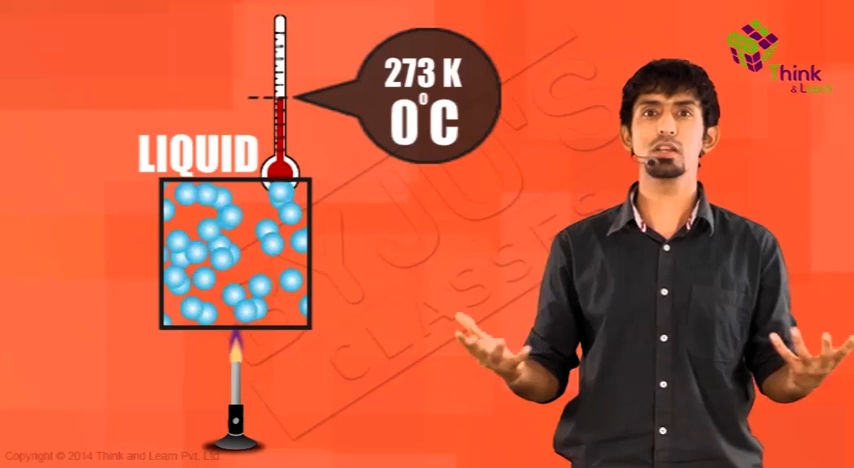 273 K
0°C
LIQUID
Think
& Learn
BYJU'S
CLASSES
Copyright © 2014 Think and Learn Pvt. Ltd.